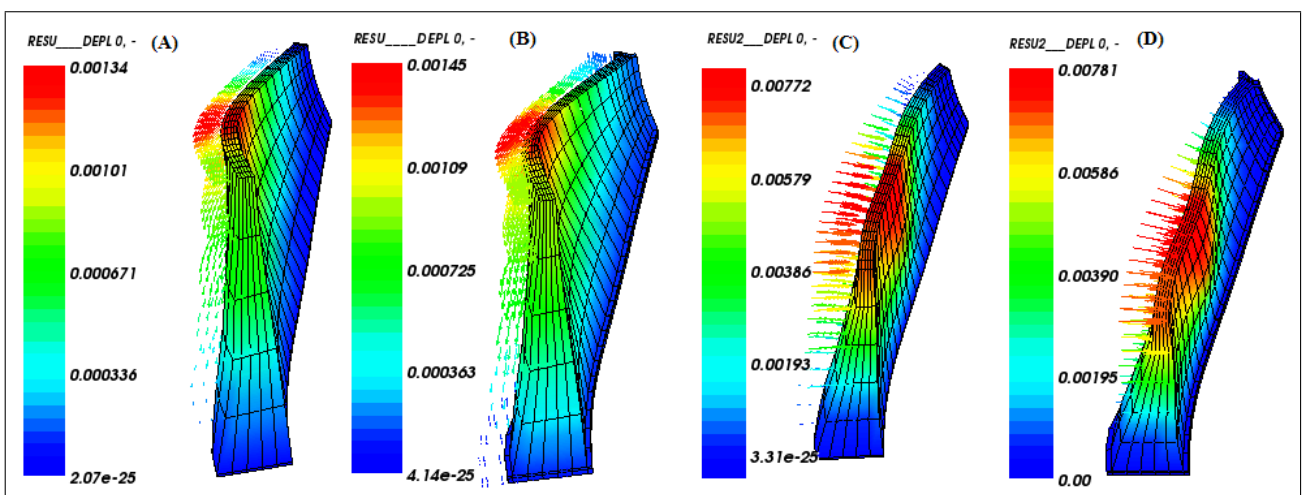 RESU____DEPL 0, - (A)
0.00134
0.00101
0.000671
0.000336
2.07e-25
RESU____DEPL 0, - (B)
0.00145
0.00109
0.000725
0.000363
4.14e-25
RESU2___DEPL 0, - (C)
0.00772
0.00579
0.00386
0.00193
3.31e-25
RESU2___DEPL 0, - (D)
0.00781
0.00586
0.00390
0.00195
0.00